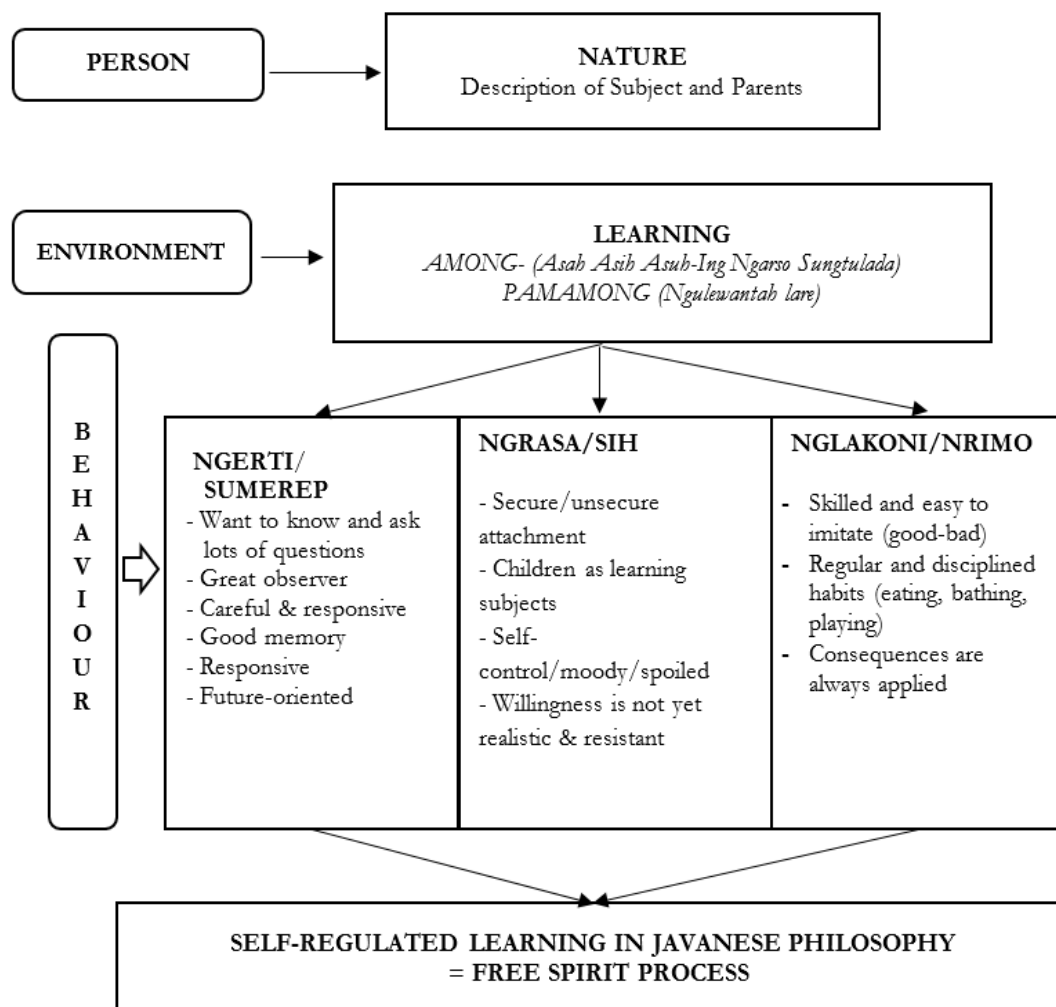 PERSON
NATURE
Description of Subject and Parents
ENVIRONMENT
LEARNING
AMONG- (Asah Asih Asuh-Ing Ngarso Sungtulada)
PAMAMONG (Ngulewantah lare)
B
E
H
A
V
I
O
U
R
NGERTI/
SUMEREP
- Want to know and ask
lots of questions
- Great observer
- Careful & responsive
- Good memory
- Responsive
- Future-oriented
NGRASA/SIH
- Secure/unsecure
attachment
- Children as learning
subjects
- Self-
control/moody/spoiled
- Willingness is not yet
realistic & resistant
NGLAKONI/NRIMO
- Skilled and easy to
imitate (good-bad)
- Regular and disciplined
habits (eating, bathing,
playing)
- Consequences are
always applied
SELF-REGULATED LEARNING IN JAVANESE PHILOSOPHY
= FREE SPIRIT PROCESS